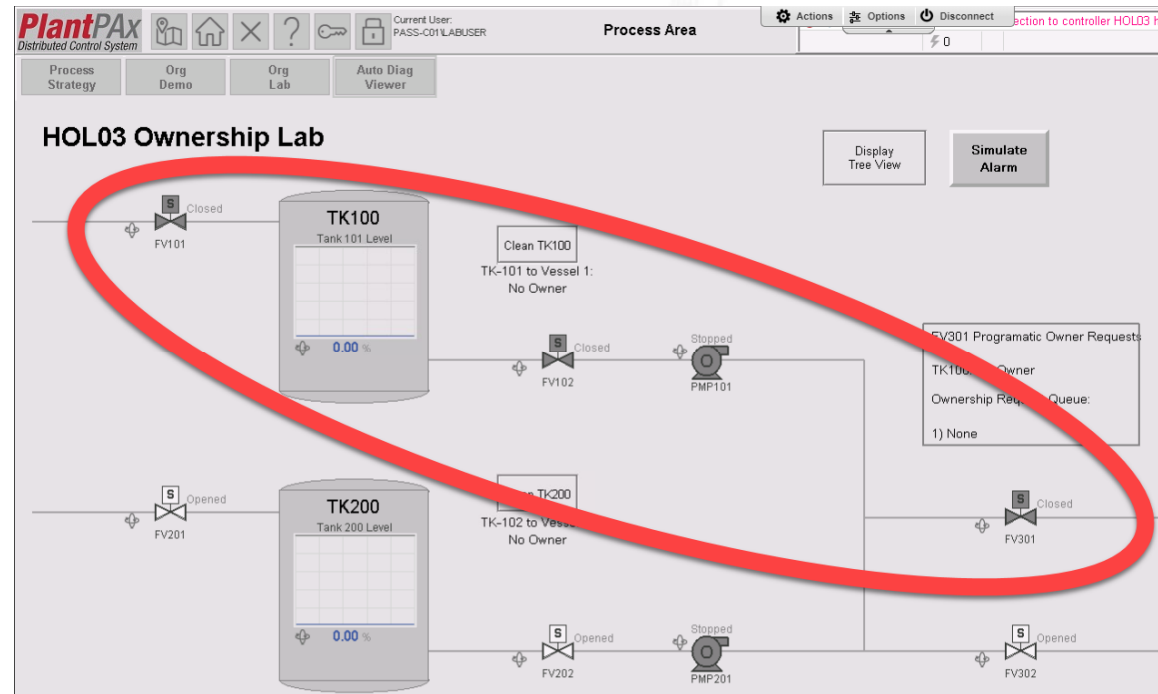 PlantPAx
Distributed Control System
Current User:
PASS-C01\LABUSER
Process Area
Actions
Options
Disconnect
ection to controller HOL03 h
0
Process
Strategy
Org
Demo
Org
Lab
Auto Diag
Viewer
HOL03 Ownership Lab
Display
Tree View
Simulate
Alarm
S
Closed
FV101
TK100
Tank 101 Level
0.00 %
Clean TK100
TK-101 to Vessel 1:
No Owner
S
Closed
FV102
Stopped
PMP101
FV301 Programatic Owner Requests
TK100
Owner
Ownership Queue:
1) None
S
Opened
FV201
TK200
Tank 200 Level
0.00 %
TK200
TK-102 to
No Owner
S
Closed
FV301
S
Opened
FV202
Stopped
PMP201
S
Opened
FV302